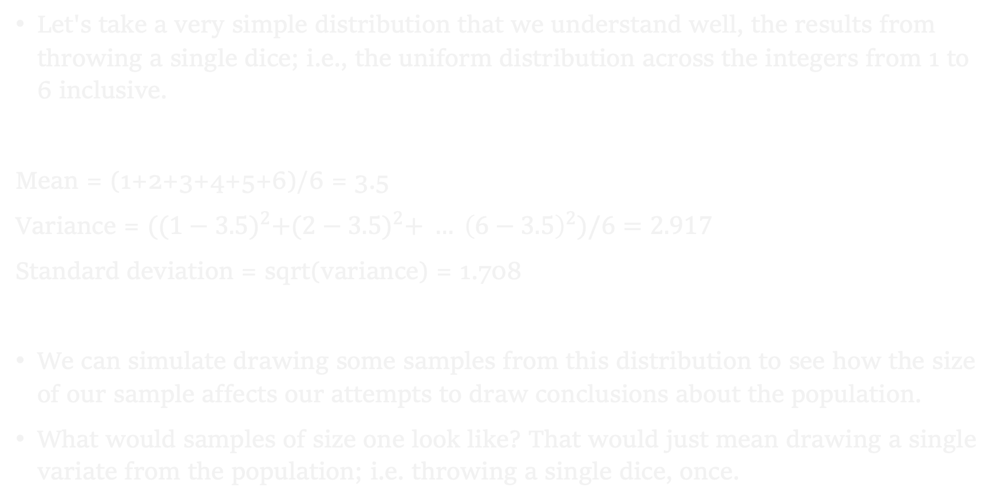 • Let's take a very simple distribution that we understand well, the results from
throwing a single dice; i.e., the uniform distribution across the integers from 1 to
6 inclusive.
Mean = (1+2+3+4+5+6)/6 = 3.5
Variance = ((1 − 3.5)²+(2 − 3.5)²+ … (6 − 3.5)²)/6 = 2.917
Standard deviation = sqrt(variance) = 1.708
• We can simulate drawing some samples from this distribution to see how the size
of our sample affects our attempts to draw conclusions about the population.
• What would samples of size one look like? That would just mean drawing a single
variate from the population; i.e. throwing a single dice, once.